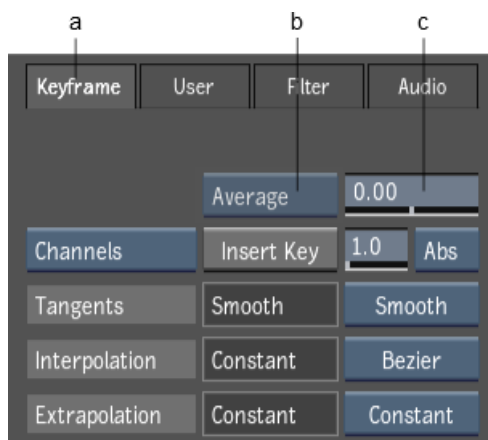 a b c
Keyframe User Filter Audio
Average 0.00
Channels Insert Key 1.0 Abs
Tangents Smooth Smooth
Interpolation Constant Bezier
Extrapolation Constant Constant